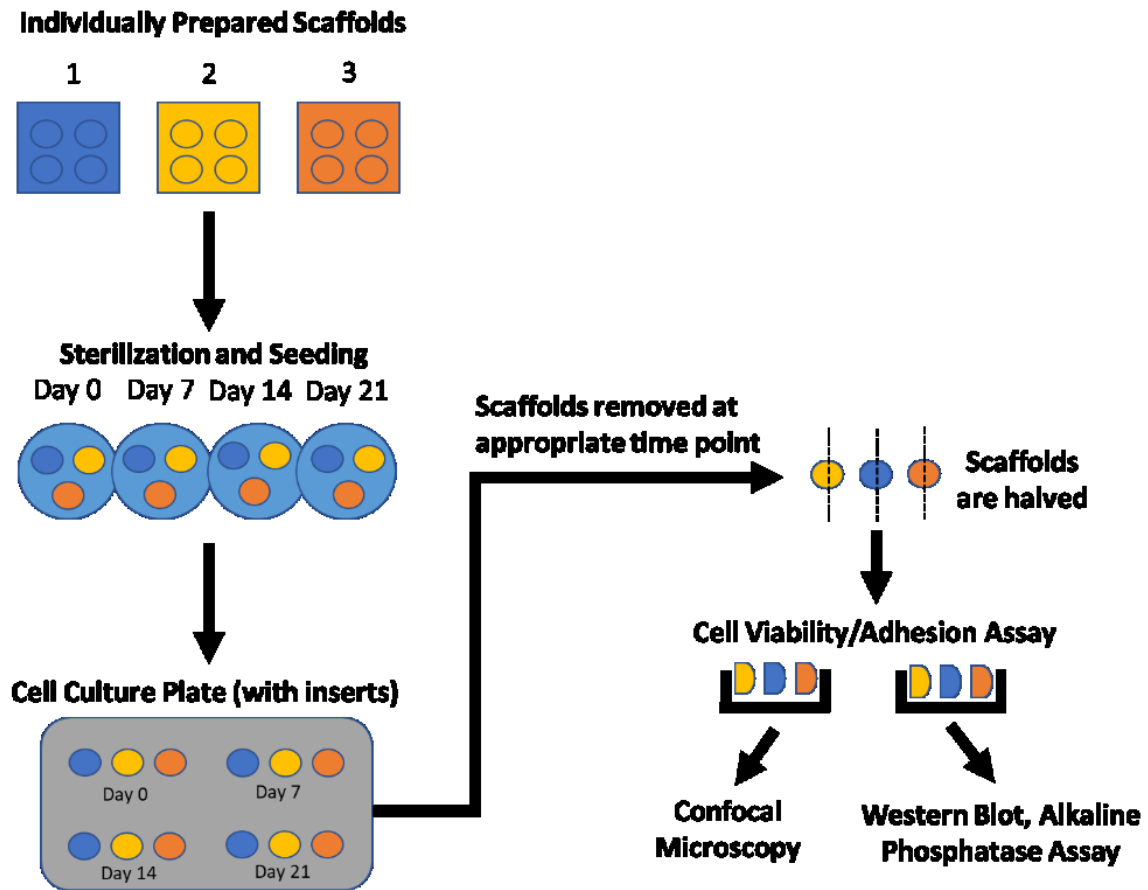 Individually Prepared Scaffolds
1 2 3
Sterilization and Seeding
Day 0 Day 7 Day 14 Day 21
Cell Culture Plate (with inserts)
Day 0 Day 7
Day 14 Day 21
Scaffolds removed at
appropriate time point
Scaffolds
are halved
Cell Viability/Adhesion Assay
Confocal
Microscopy
Western Blot, Alkaline
Phosphatase Assay